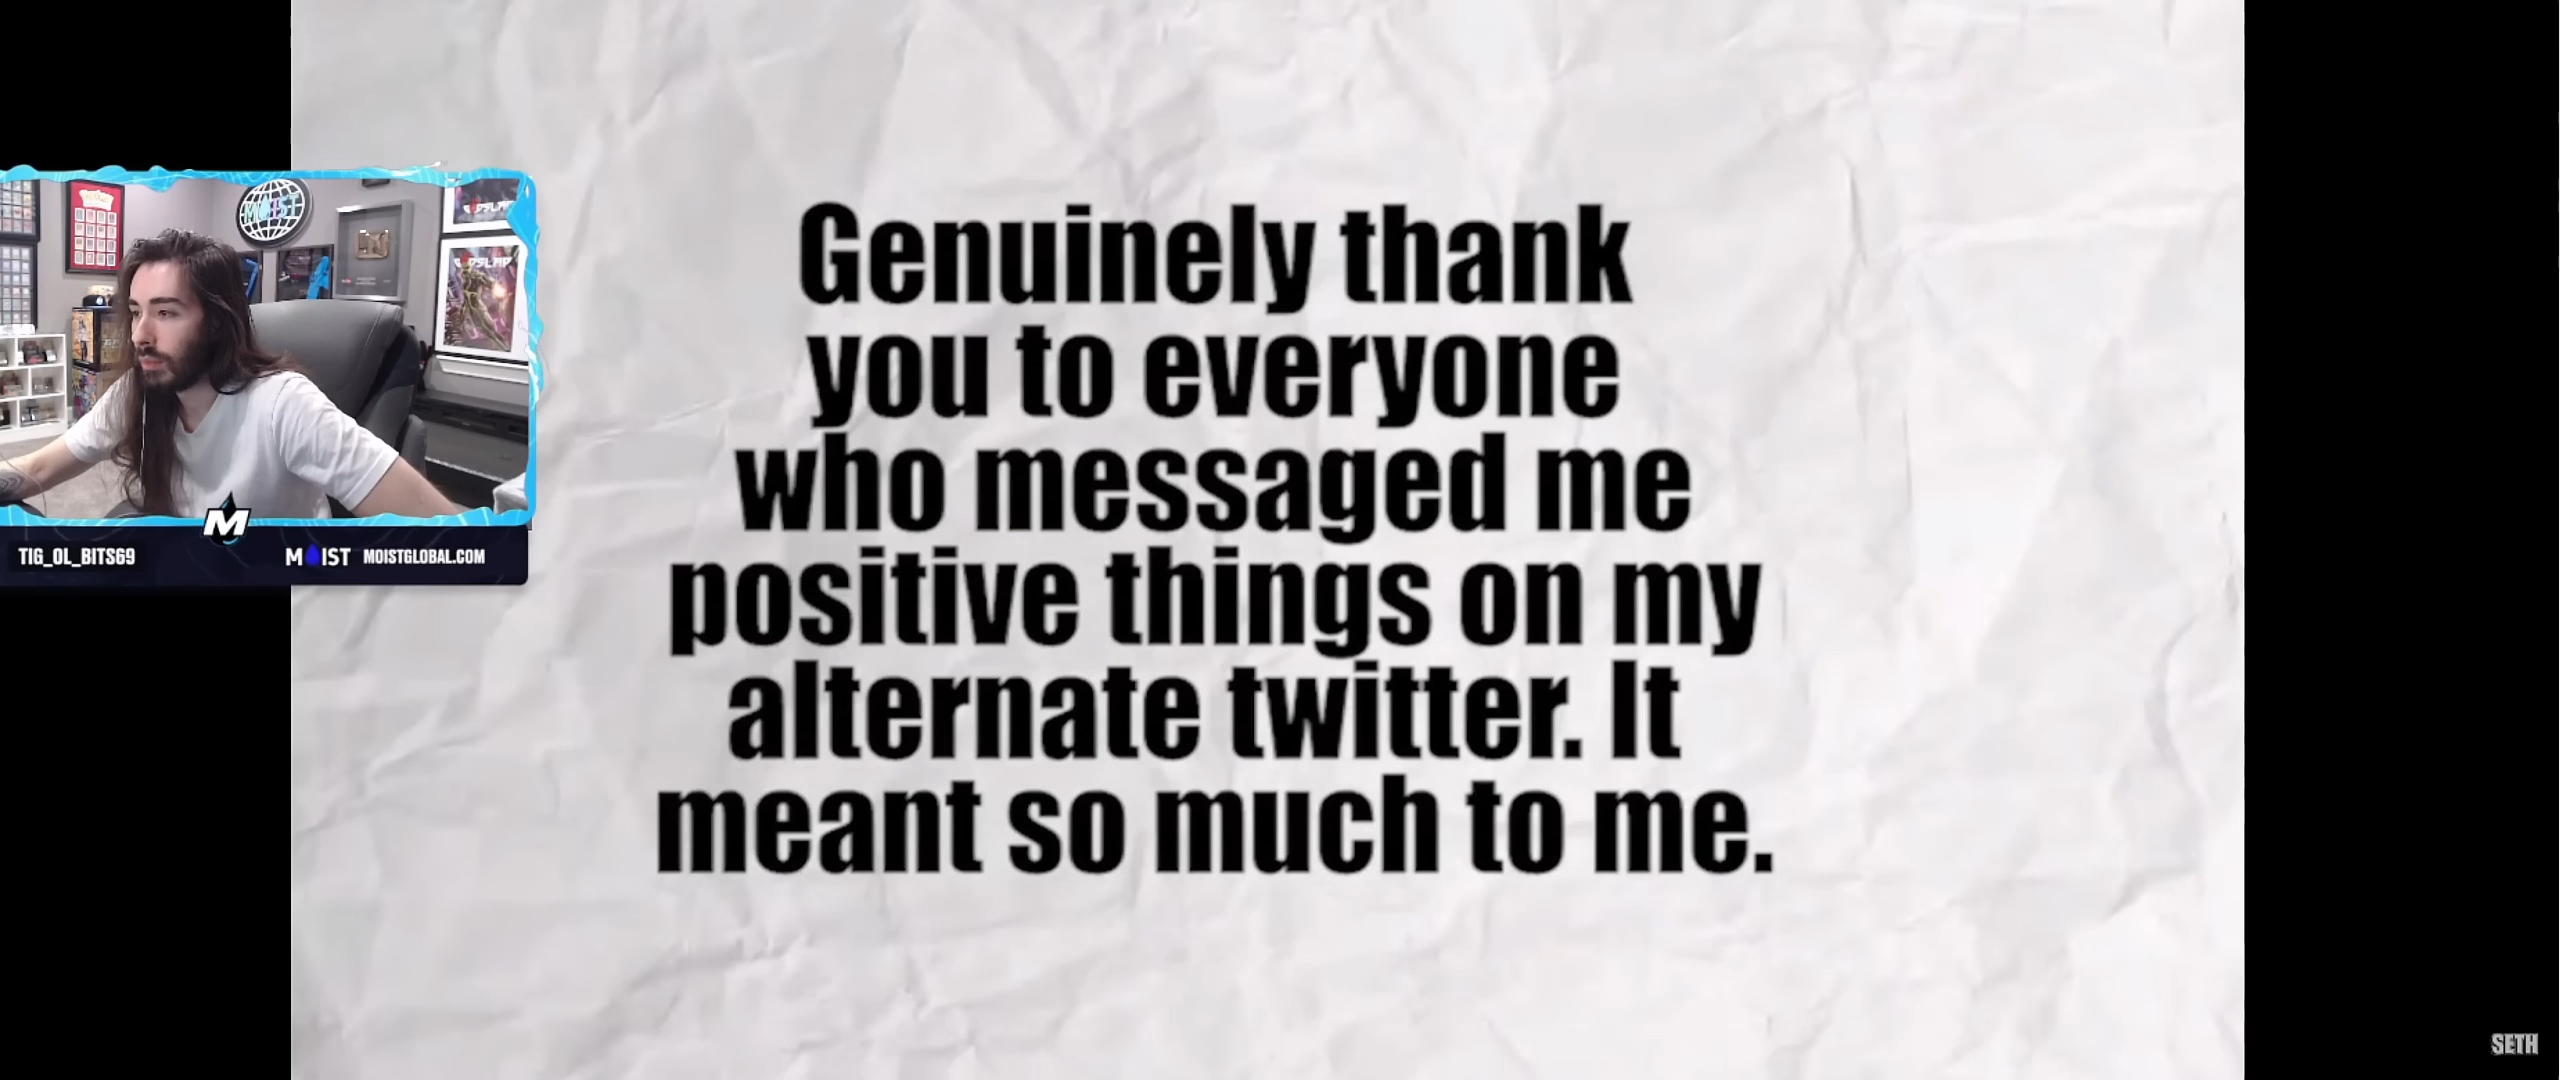 Genuinely thank
you to everyone
who messaged me
positive things on my
alternate twitter. It
meant so much to me.
MOIST
TIG_OL_BITS69
M
M IST MOISTGLOBAL.COM
SETH